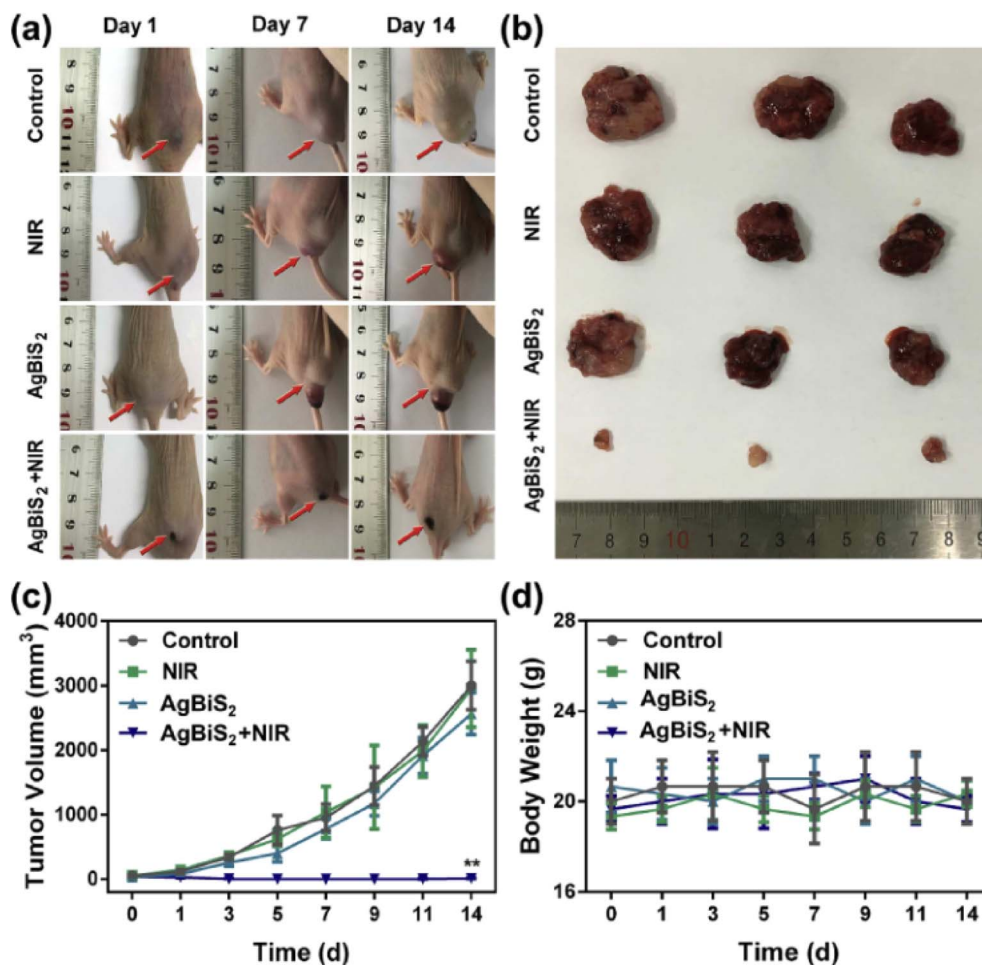 (a) Day 1 Day 7 Day 14
Control
NIR
AgBiS₂
AgBiS₂+NIR
(b)
Control
NIR
AgBiS₂
AgBiS₂+NIR
7 8 9 10 1 2 3 4 5 6 7 8 9
(c)
4000
3000
2000
1000
0
Tumor Volume (mm³)
Control
NIR
AgBiS₂
AgBiS₂+NIR
**
0 1 3 5 7 9 11 14
Time (d)
(d)
28
24
20
16
Body Weight (g)
Control
NIR
AgBiS₂
AgBiS₂+NIR
0 1 3 5 7 9 11 14
Time (d)